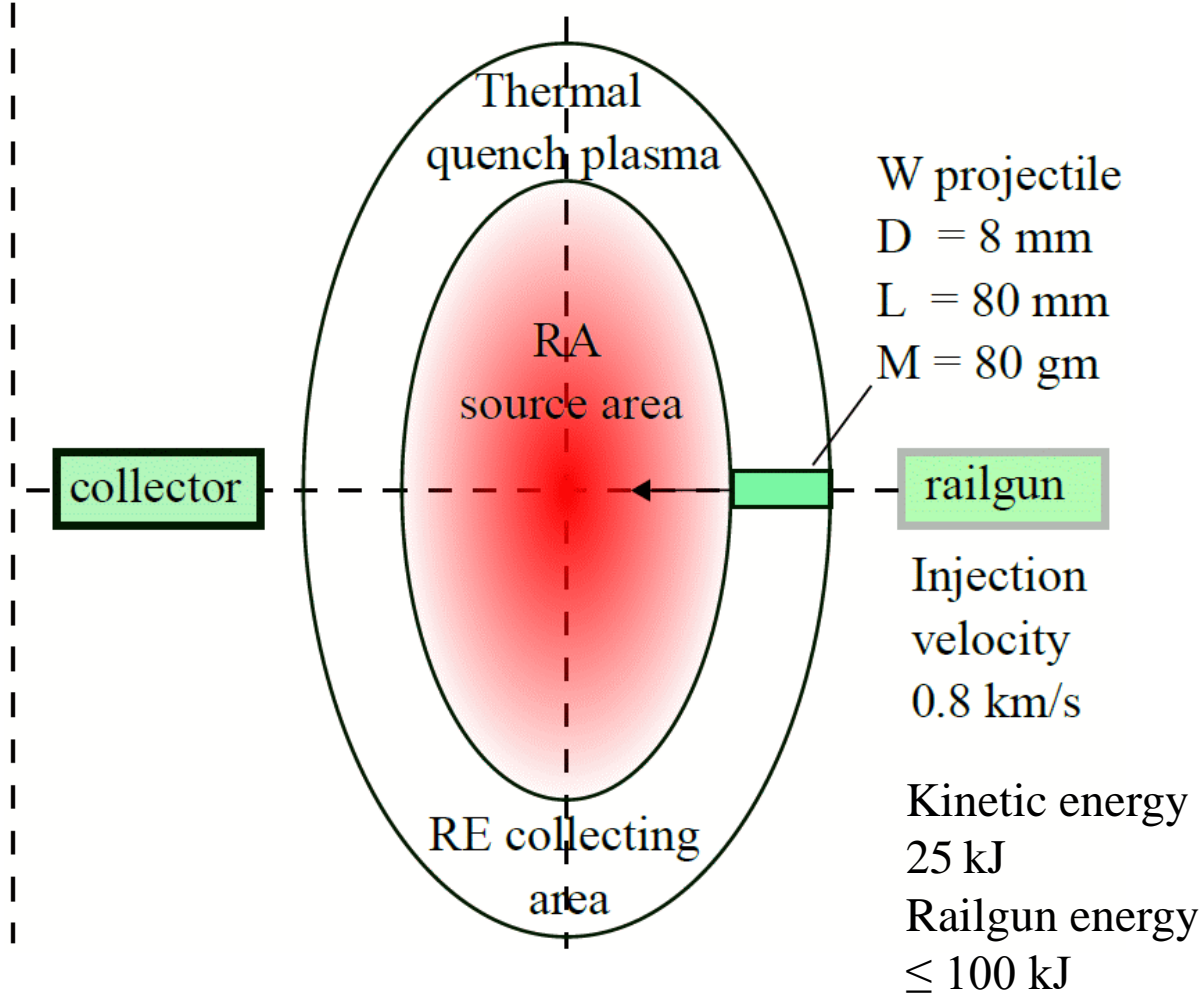 Thermal
quench plasma
W projectile
D = 8 mm
L = 80 mm
M = 80 gm
RA
source area
collector
railgun
Injection
velocity
0.8 km/s
Kinetic energy
25 kJ
Railgun energy
≤ 100 kJ
RE collecting
area